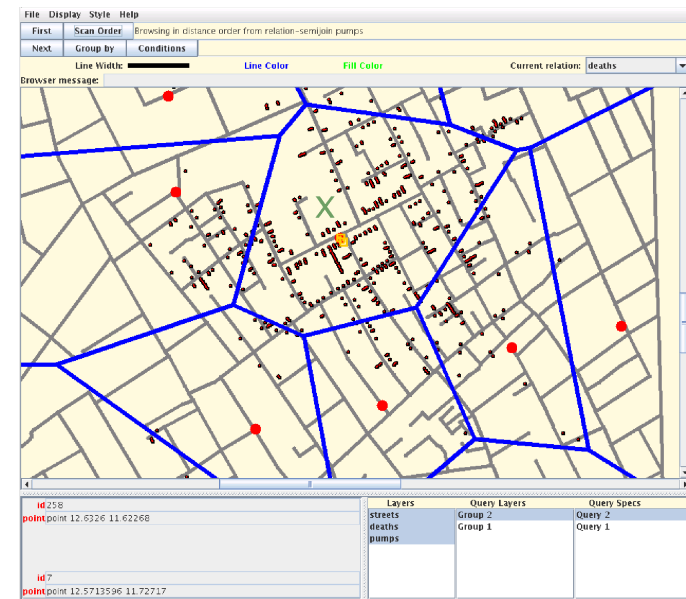 File Display Style Help
First Scan Order Browsing in distance order from relation-semijoin pumps
Next Group by Conditions
Line Width: Line Color Fill Color Current relation: deaths
Browser message:
X
id 258
point point 12.6326 11.62268
id 7
point point 12.5713596 11.72717
Layers Query Layers Query Specs
streets Group 2 Query 2
deaths Group 1 Query 1
pumps